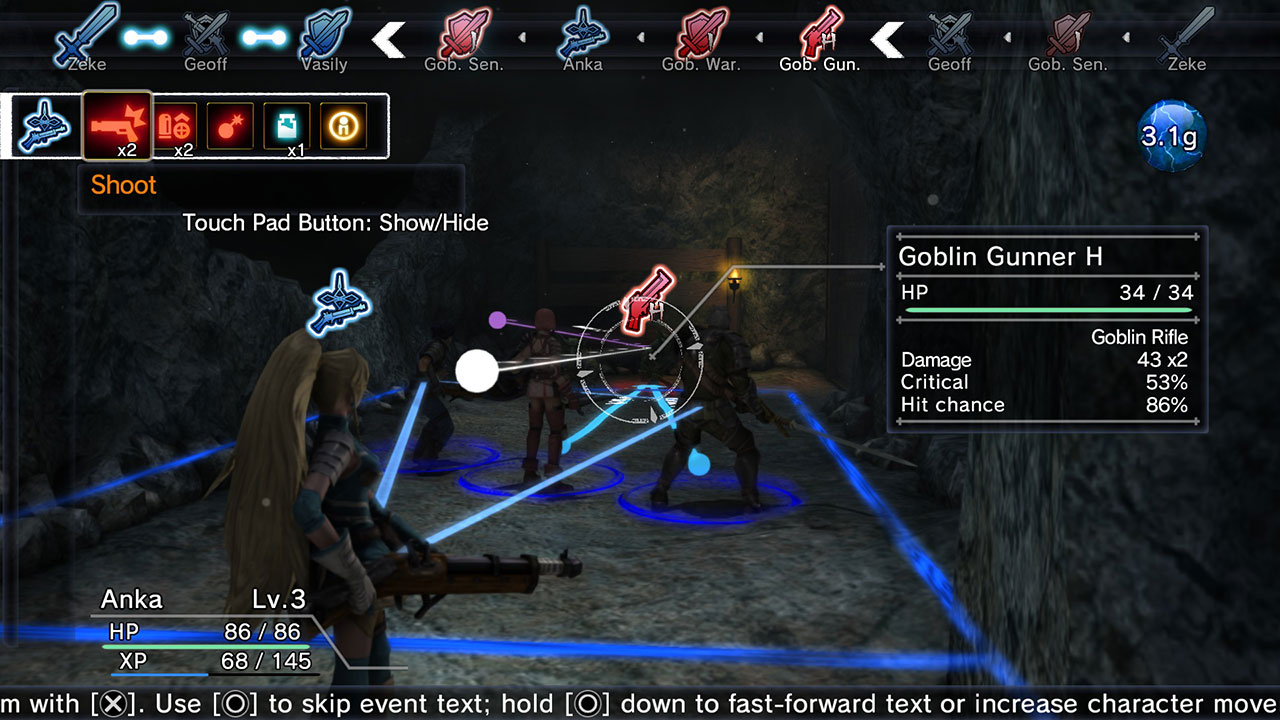 Zeke Geoff Vasily Gob. Sen. Anka Gob. War. Gob. Gun. Geoff Gob. Sen. Zeke
x2 x2 x1
3.1g
Shoot
Touch Pad Button: Show/Hide
Goblin Gunner H
HP 34 / 34
Goblin Rifle
Damage 43 x2
Critical 53%
Hit chance 86%
H
Anka Lv.3
HP 86 / 86
XP 68 / 145
m with [X]. Use [O] to skip event text; hold [O] down to fast-forward text or increase character move